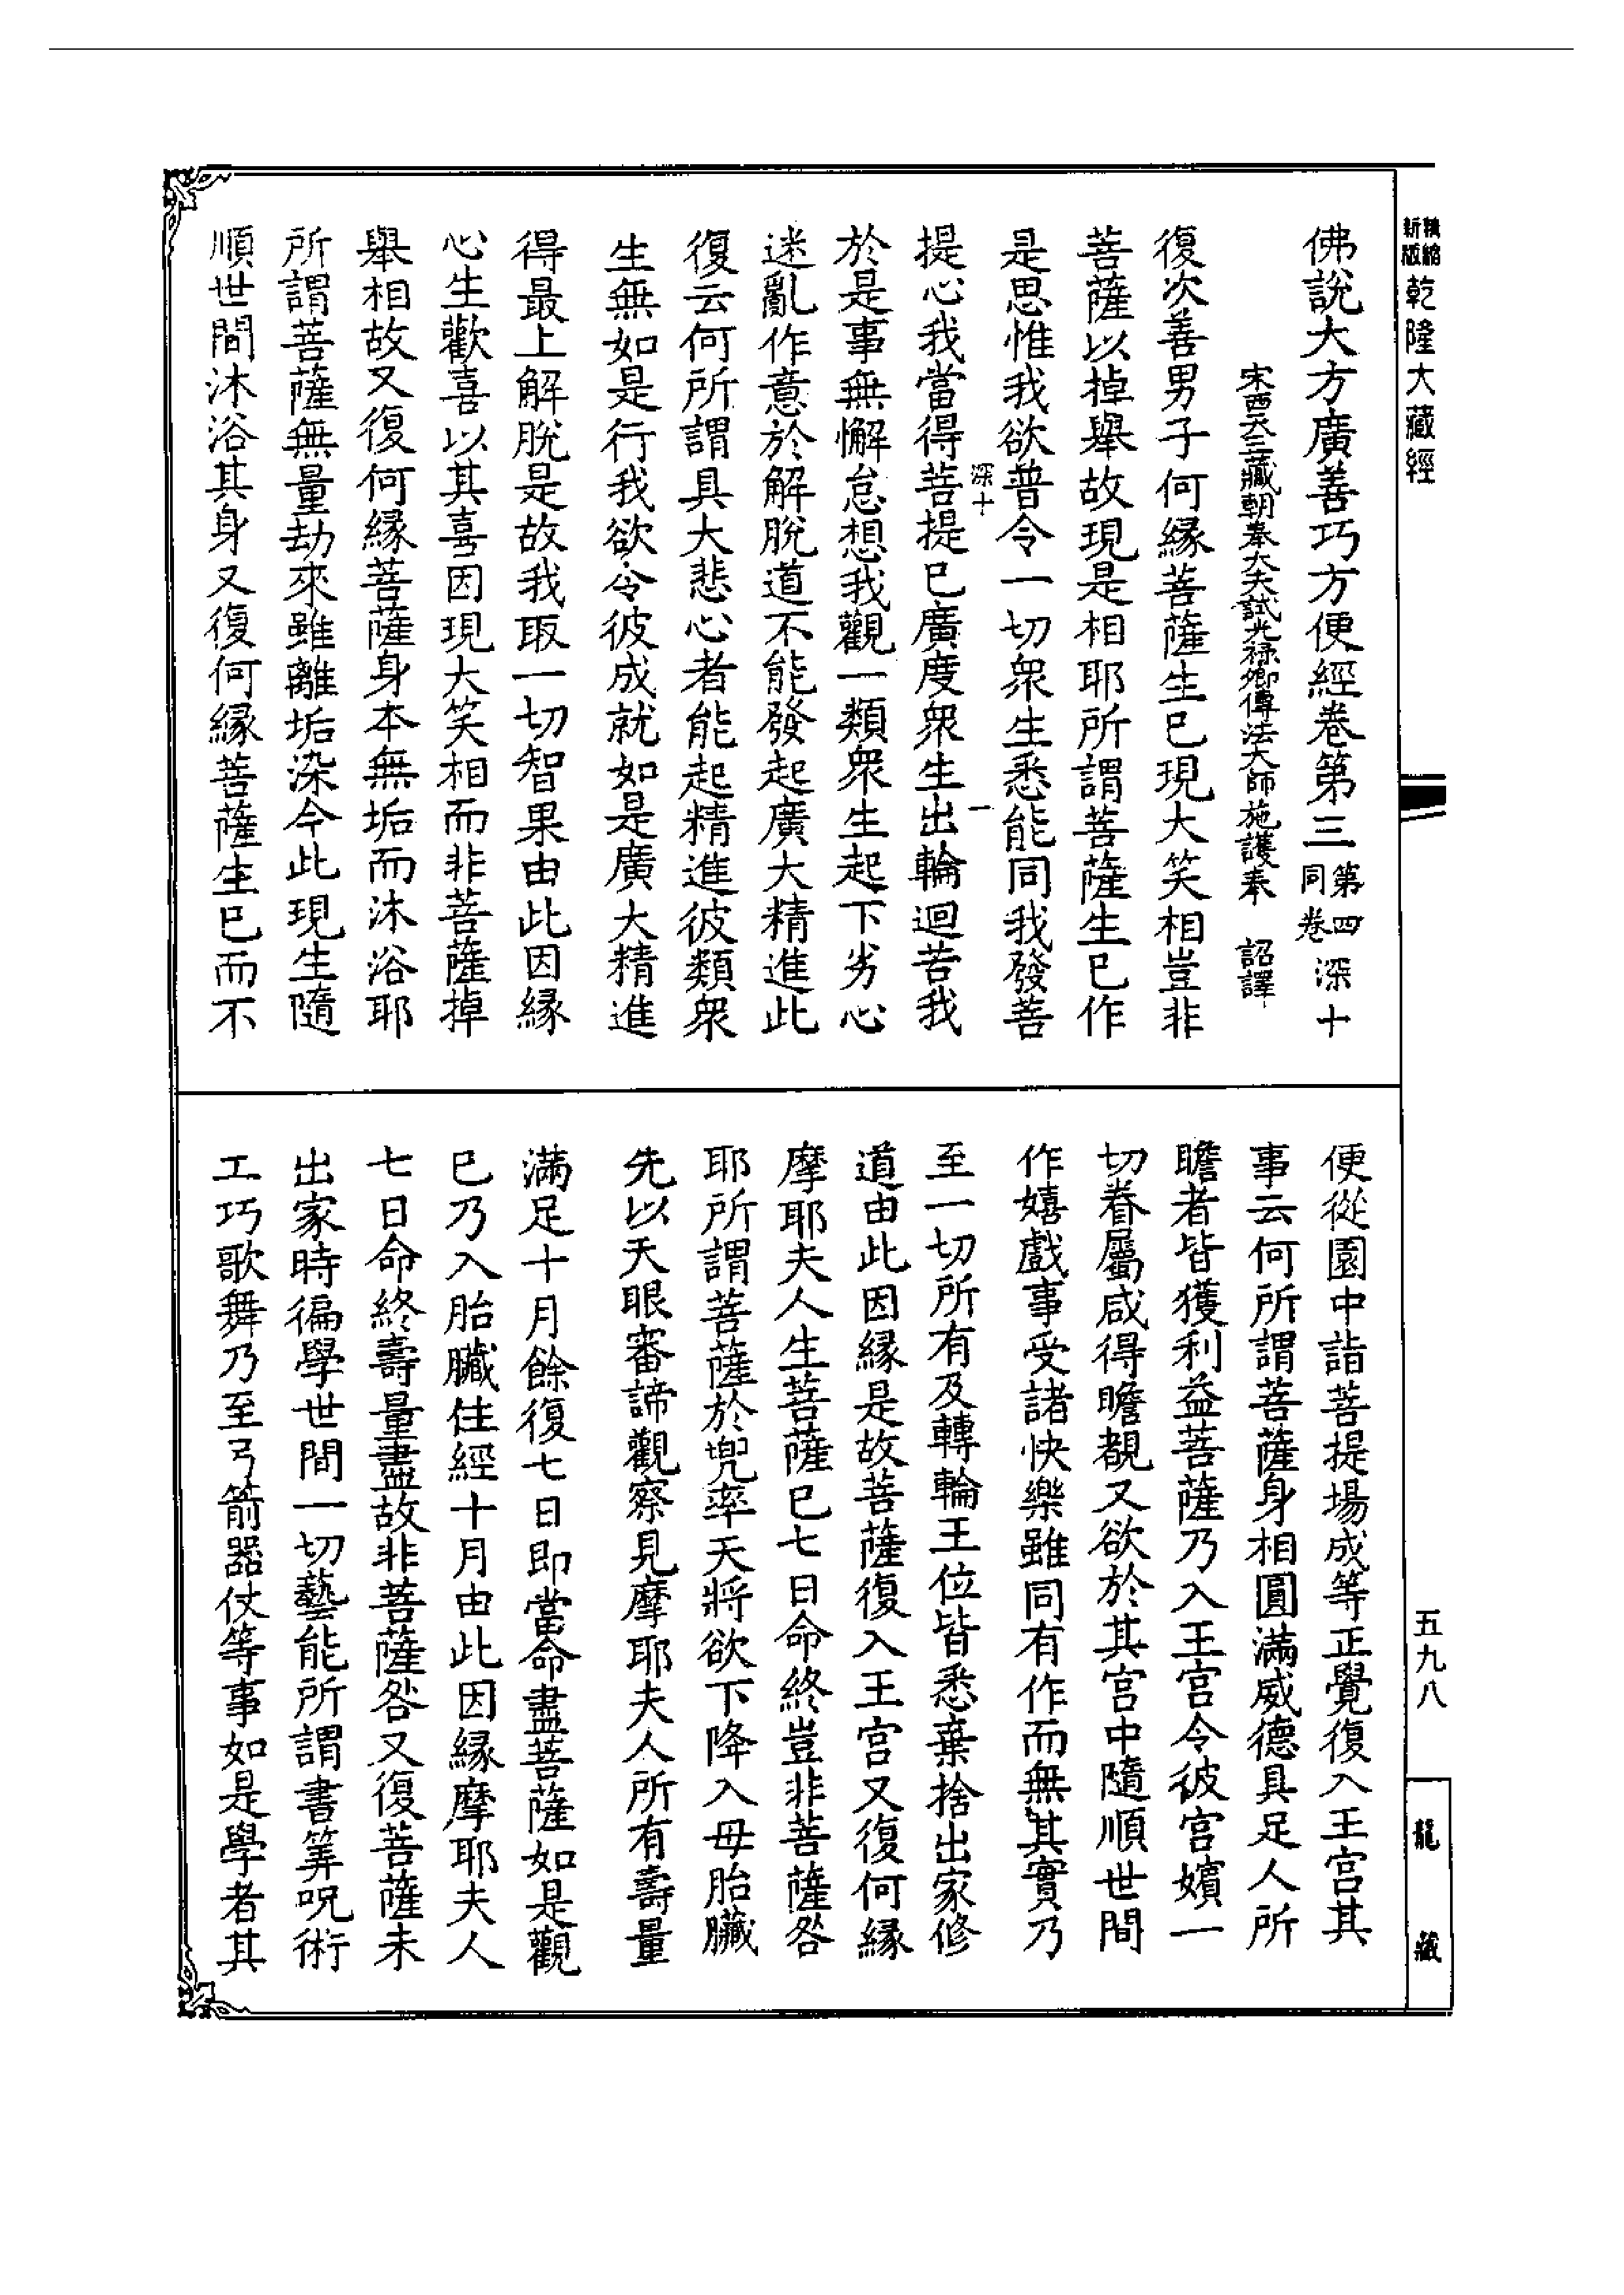 新版
精縮
乾隆大藏經
佛說大方廣善巧方便經卷第三 第四同卷 深十
宋西天三藏朝奉大夫試光祿卿傳法大師施護奉 詔譯
復次善男子何緣菩薩生已現大笑相豈非
菩薩以掉舉故現是相耶所謂菩薩生已作
是思惟我欲普令一切眾生悉能同我發菩
深十 一
提心我當得菩提已廣度眾生出輪迴苦我
於是事無懈怠想我觀一類眾生起下劣心
迷亂作意於解脫道不能發起廣大精進此
復云何所謂具大悲心者能起精進彼類眾
生無如是行我欲令彼成就如是廣大精進
得最上解脫是故我取一切智果由此因緣
心生歡喜以其喜因現大笑相而非菩薩掉
舉相故又復何緣菩薩身本無垢而沐浴耶
所謂菩薩無量劫來雖離垢染今此現生隨
順世間沐浴其身又復何緣菩薩生已而不
便從園中詣菩提場成等正覺復入王宮其
事云何所謂菩薩身相圓滿威德具足人所
瞻者皆獲利益菩薩乃入王宮令彼宮嬪一
切眷屬咸得瞻覩又欲於其宮中隨順世間
作嬉戲事受諸快樂雖同有作而無其實乃
至一切所有及轉輪王位皆悉棄捨出家修
道由此因緣是故菩薩復入王宮又復何緣
摩耶夫人生菩薩已七日命終豈非菩薩咎
耶所謂菩薩於兜率天將欲下降入母胎臟
先以天眼審諦觀察見摩耶夫人所有壽量
滿足十月餘復七日即當命盡菩薩如是觀
已乃入胎臟住經十月由此因緣摩耶夫人
七日命終壽量盡故非菩薩咎又復菩薩未
出家時徧學世間一切藝能所謂書筭呪術
工巧歌舞乃至弓箭器仗等事如是學者其
五九八
龍藏